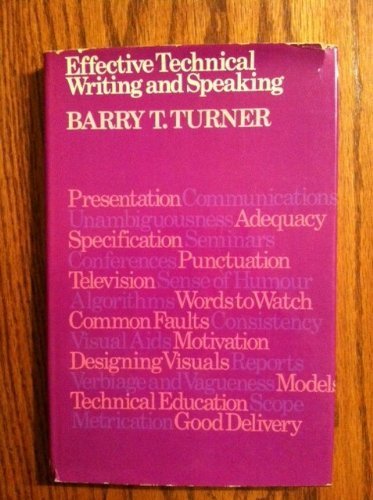 Effective Technical
Writing and Speaking
BARRY T. TURNER
Presentation Communications
Unambiguousness Adequacy
Specification Seminars
Conferences Punctuation
Television Sense of Humour
Algorithms Words to Watch
Common Faults Consistency
Visual Aids Motivation
Designing Visuals Reports
Verbiage and Vagueness Models
Technical Education Scope
Metrication Good Delivery